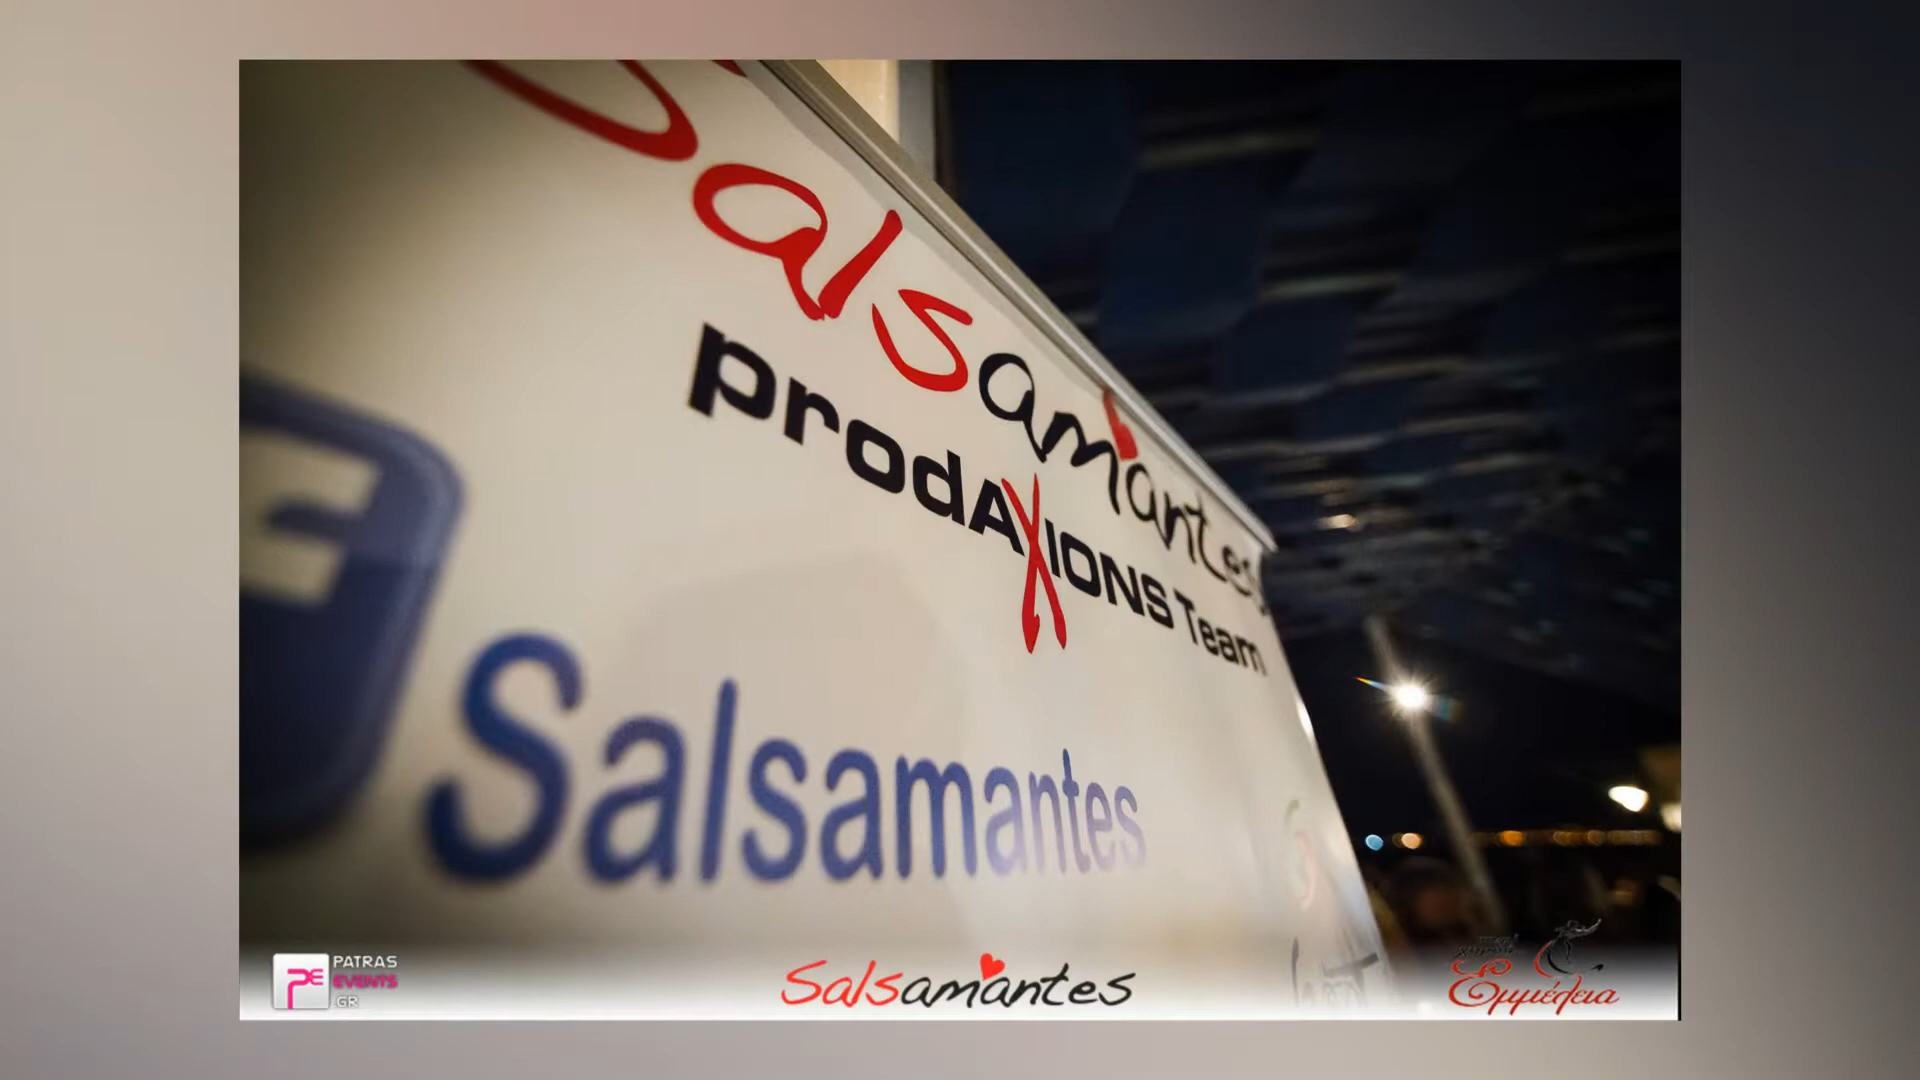 Salsamantes
prodAXIONS Team
Salsamantes
PATRAS
EVENTS
.GR
Salsamantes
Εμμέλεια